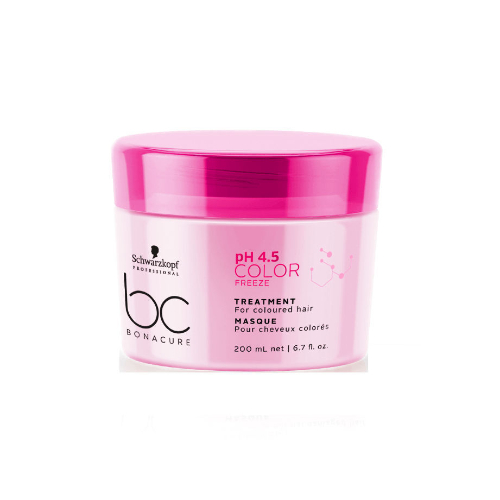 Schwarzkopf
PROFESSIONAL
bc
BONACURE
pH 4.5
COLOR
FREEZE
TREATMENT
For coloured hair
MASQUE
Pour cheveux colorés
200 mL net | 6.7 fl. oz.